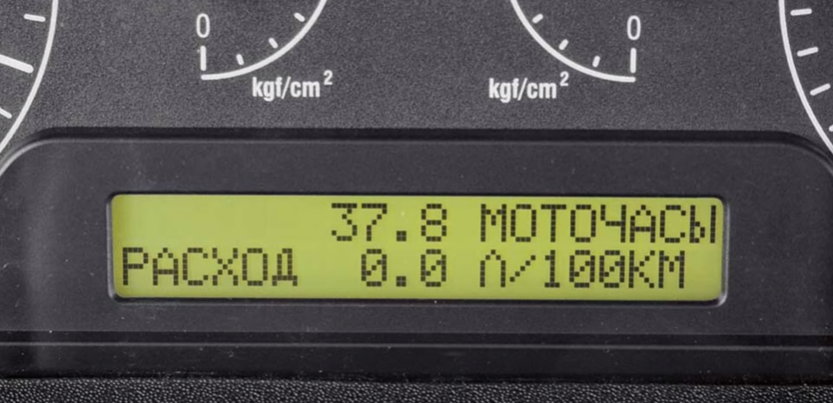 0
0
kgf/cm²
kgf/cm²
37.8 МОТОЧАСЫ
РАСХОД 0.0 Л/100КМ